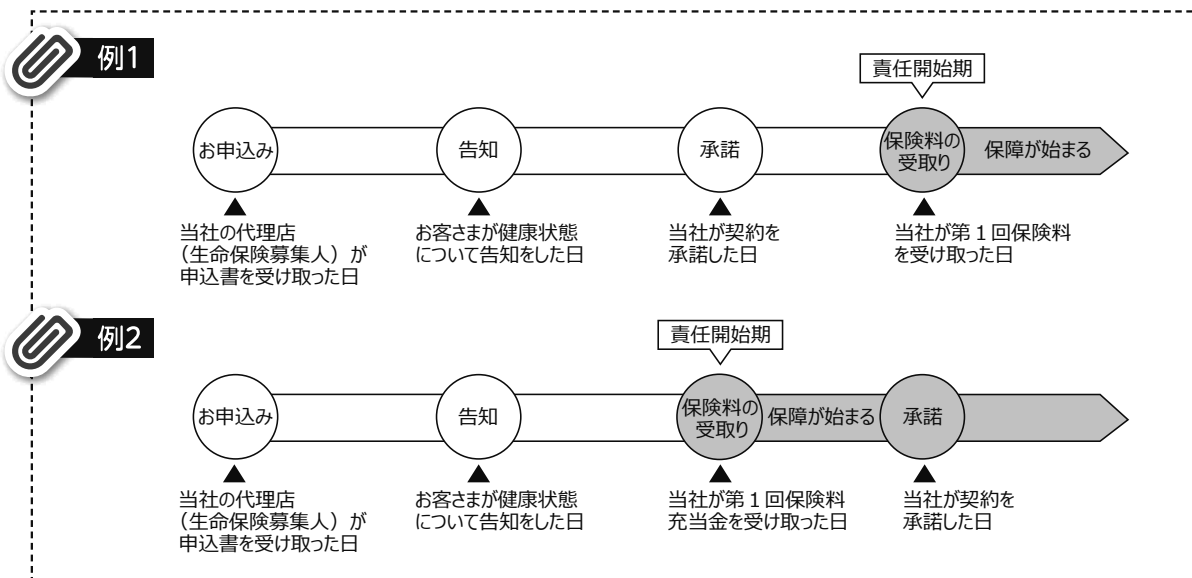 例1
責任開始期
お申込み
告知
承諾
保険料の
受取り
保障が始まる
当社の代理店
（生命保険募集人）が
申込書を受け取った日
お客さまが健康状態
について告知をした日
当社が契約を
承諾した日
当社が第１回保険料
を受け取った日
例2
責任開始期
お申込み
告知
保険料の
受取り
保障が始まる
承諾
当社の代理店
（生命保険募集人）が
申込書を受け取った日
お客さまが健康状態
について告知をした日
当社が第１回保険料
充当金を受け取った日
当社が契約を
承諾した日